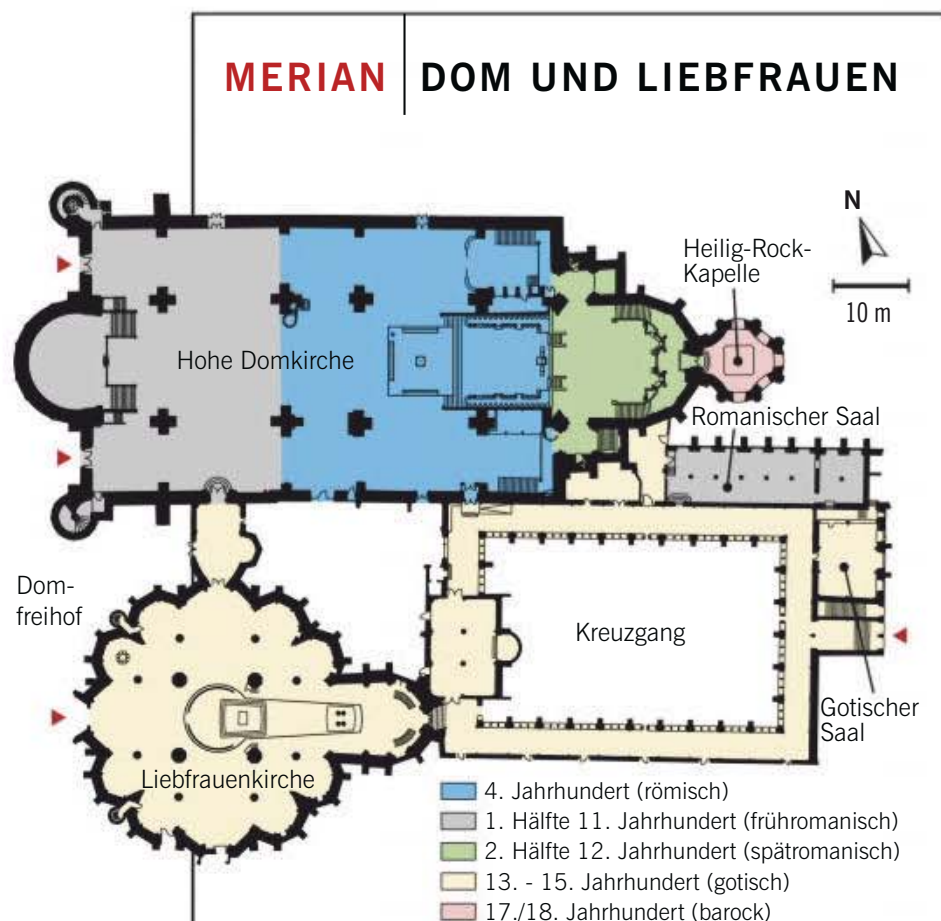 MERIAN DOM UND LIEBFRAUEN
N
10 m
Heilig-Rock-
Kapelle
Hohe Domkirche
Romanischer Saal
Dom-
freihof
Kreuzgang
Gotischer
Saal
Liebfrauenkirche
4. Jahrhundert (römisch)
1. Hälfte 11. Jahrhundert (frühromanisch)
2. Hälfte 12. Jahrhundert (spätromanisch)
13. - 15. Jahrhundert (gotisch)
17./18. Jahrhundert (barock)